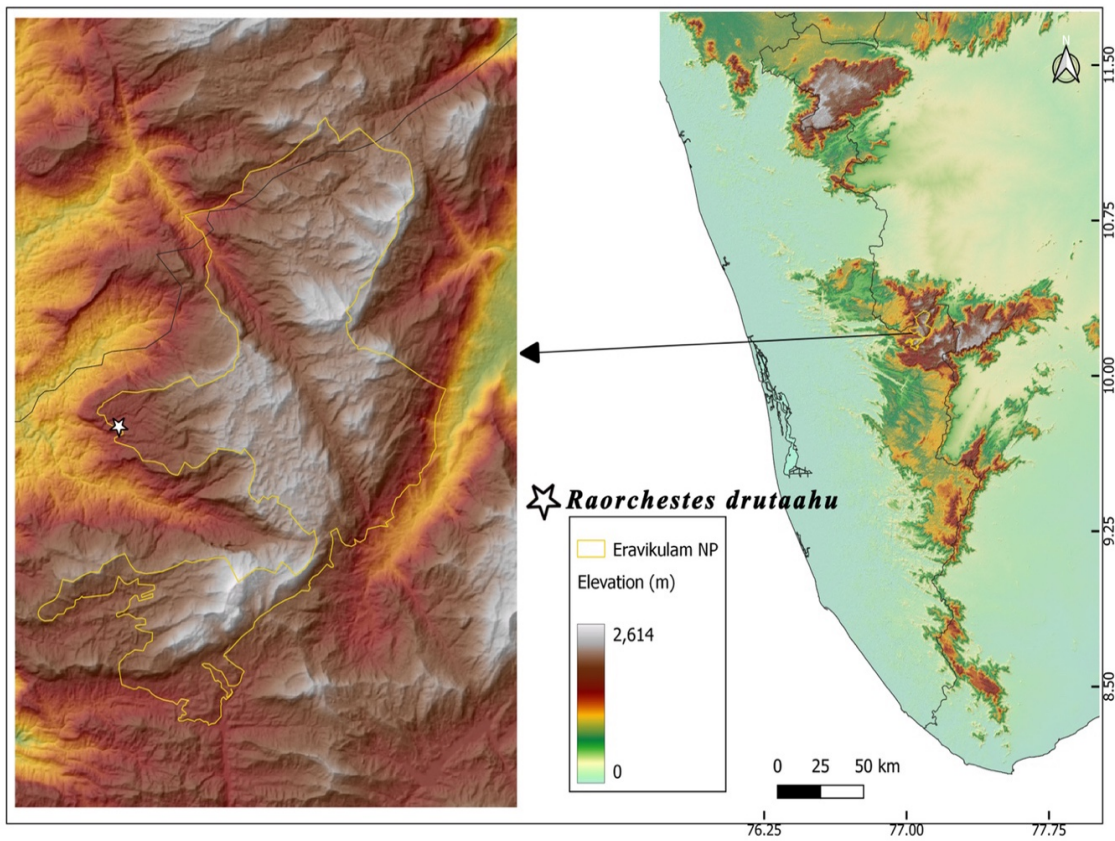 N
11.50
10.75
10.00
9.25
8.50
Raorchestes drutaahu
Eravikulam NP
Elevation (m)
2,614
0
0 25 50 km
76.25 77.00 77.75